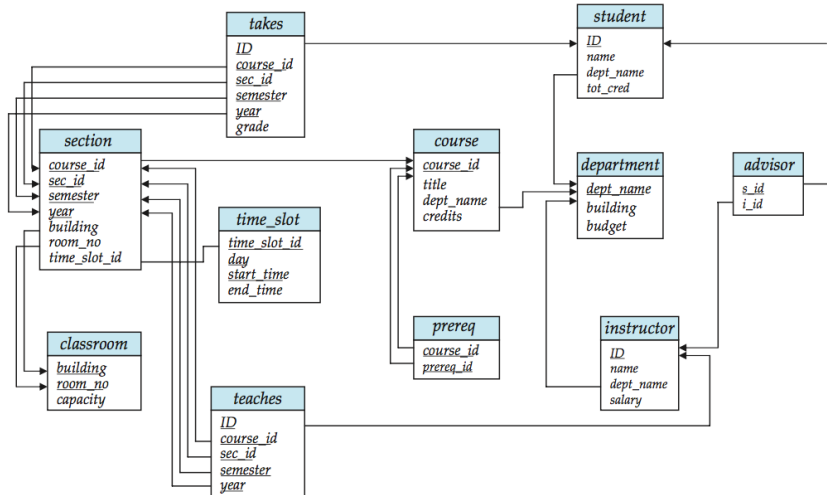 takes
ID
course_id
sec_id
semester
year
grade
student
ID
name
dept_name
tot_cred
section
course_id
sec_id
semester
year
building
room_no
time_slot_id
course
course_id
title
dept_name
credits
department
dept_name
building
budget
advisor
s_id
i_id
time_slot
time_slot_id
day
start_time
end_time
prereq
course_id
prereq_id
instructor
ID
name
dept_name
salary
classroom
building
room_no
capacity
teaches
ID
course_id
sec_id
semester
year